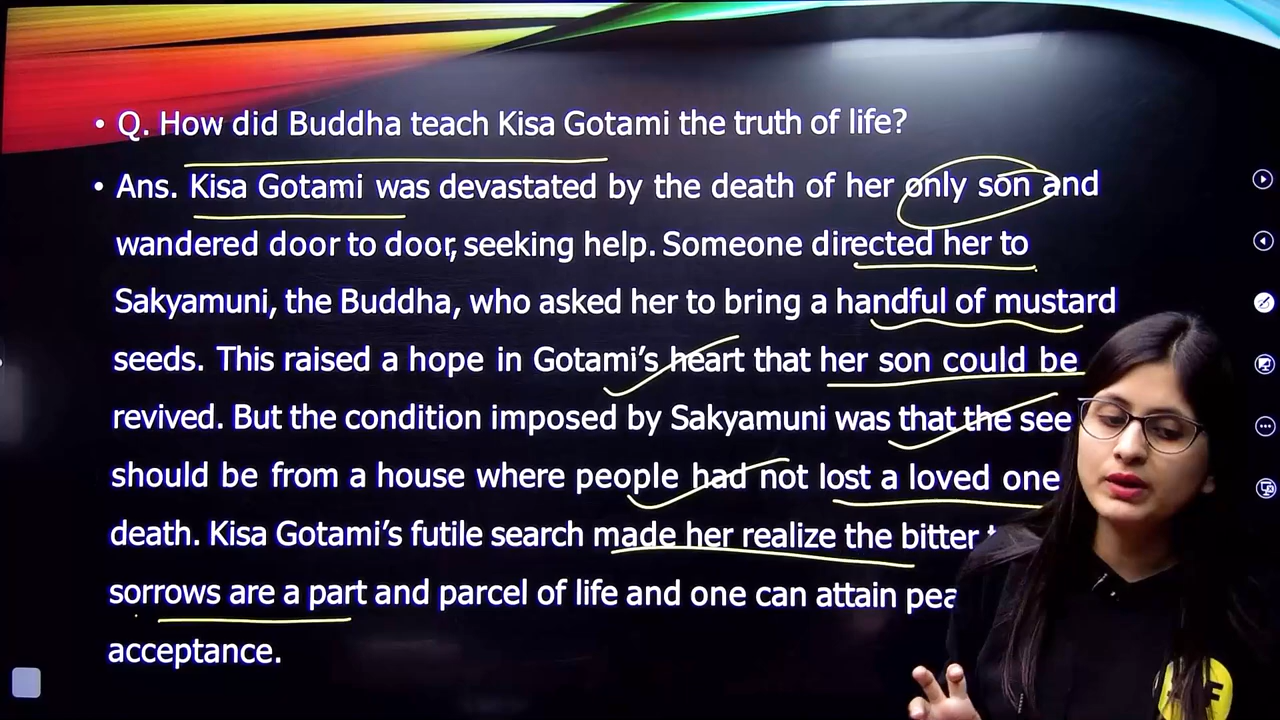 • Q. How did Buddha teach Kisa Gotami the truth of life?
• Ans. Kisa Gotami was devastated by the death of her only son and
wandered door to door, seeking help. Someone directed her to
Sakyamuni, the Buddha, who asked her to bring a handful of mustard
seeds. This raised a hope in Gotami's heart that her son could be
revived. But the condition imposed by Sakyamuni was that the see
should be from a house where people had not lost a loved one
death. Kisa Gotami's futile search made her realize the bitter
sorrows are a part and parcel of life and one can attain
acceptance.